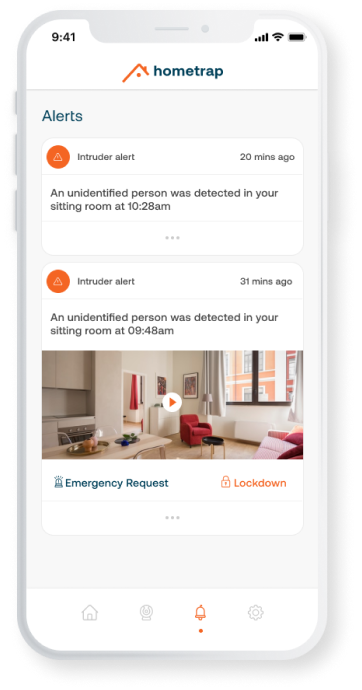 9:41
hometrap
Alerts
Intruder alert 20 mins ago
An unidentified person was detected in your
sitting room at 10:28am
Intruder alert 31 mins ago
An unidentified person was detected in your
sitting room at 09:48am
Emergency Request Lockdown